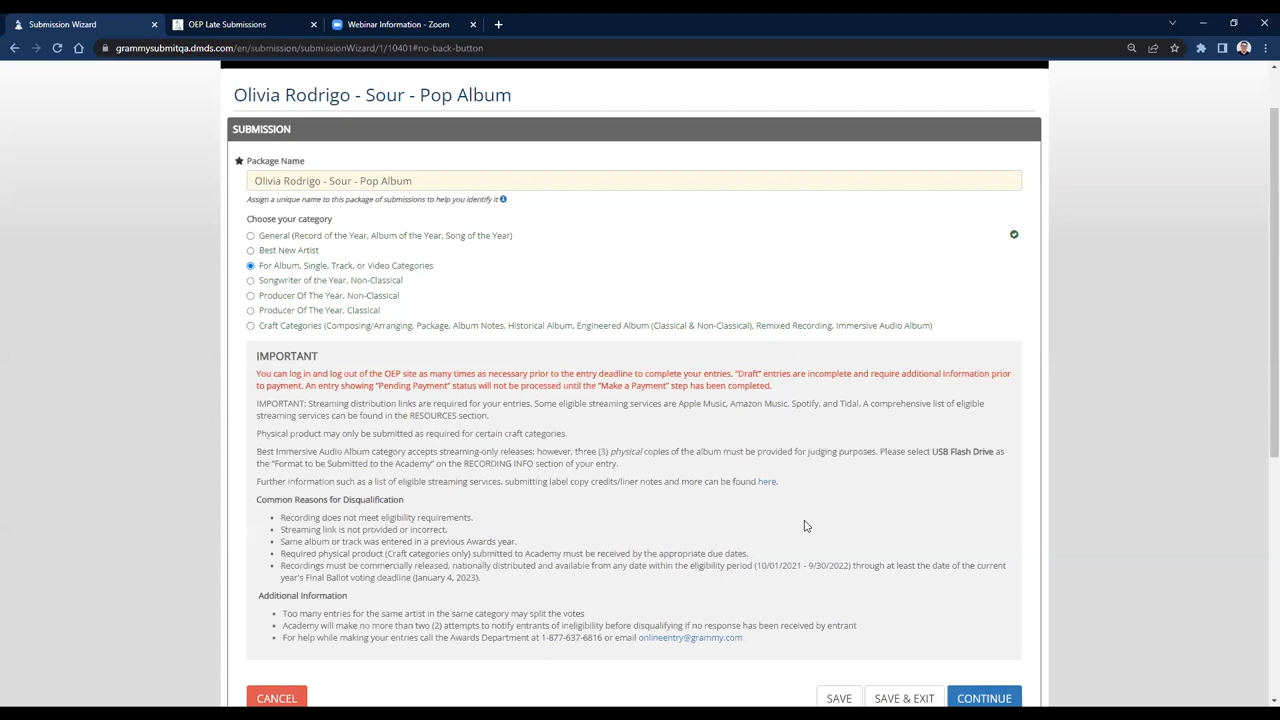 Submission Wizard
OEP Late Submissions
Webinar Information - Zoom
grammysubmitqa.dmds.com/en/submission/submissionWizard/1/10401#no-back-button
Olivia Rodrigo - Sour - Pop Album
SUBMISSION
Package Name
Olivia Rodrigo - Sour - Pop Album
Assign a unique name to this package of submissions to help you identify it
Choose your category
General (Record of the Year, Album of the Year, Song of the Year)
Best New Artist
For Album, Single, Track, or Video Categories
Songwriter of the Year, Non-Classical
Producer Of The Year, Non-Classical
Producer Of The Year, Classical
Craft Categories (Composing/Arranging, Package, Album Notes, Historical Album, Engineered Album (Classical & Non-Classical), Remixed Recording, Immersive Audio Album)
IMPORTANT
You can log in and log out of the OEP site as many times as necessary prior to the entry deadline to complete your entries. "Draft" entries are incomplete and require additional information prior
to payment. An entry showing "Pending Payment" status will not be processed until the "Make a Payment" step has been completed.
IMPORTANT: Streaming distribution links are required for your entries. Some eligible streaming services are Apple Music, Amazon Music, Spotify, and Tidal. A comprehensive list of eligible
streaming services can be found in the RESOURCES section.
Physical product may only be submitted as required for certain craft categories.
Best Immersive Audio Album category accepts streaming-only releases; however, three (3) physical copies of the album must be provided for judging purposes. Please select USB Flash Drive as
the "Format to be Submitted to the Academy" on the RECORDING INFO section of your entry.
Further information such as a list of eligible streaming services, submitting label copy credits/liner notes and more can be found here.
Common Reasons for Disqualification
Recording does not meet eligibility requirements.
Streaming link is not provided or incorrect.
Same album or track was entered in a previous Awards year.
Required physical product (Craft categories only) submitted to Academy must be received by the appropriate due dates.
Recordings must be commercially released, nationally distributed and available from any date within the eligibility period (10/01/2021 - 9/30/2022) through at least the date of the current
year's Final Ballot voting deadline (January 4, 2023).
Additional Information
Too many entries for the same artist in the same category may split the votes
Academy will make no more than two (2) attempts to notify entrants of ineligibility before disqualifying if no response has been received by entrant
For help while making your entries call the Awards Department at 1-877-637-6816 or email onlineentry@grammy.com
CANCEL SAVE SAVE & EXIT CONTINUE